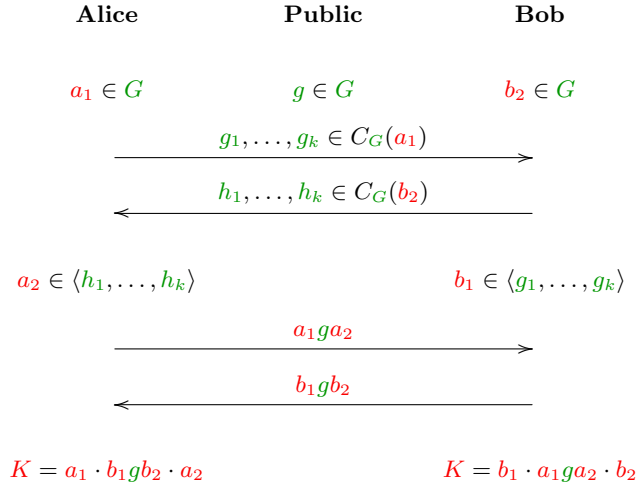 Alice Public Bob
a₁ ∈ G g ∈ G b₂ ∈ G
g₁, . . . , gₖ ∈ C_G(a₁)
h₁, . . . , hₖ ∈ C_G(b₂)
a₂ ∈ ⟨h₁, . . . , hₖ⟩ b₁ ∈ ⟨g₁, . . . , gₖ⟩
a₁ga₂
b₁gb₂
K = a₁ · b₁gb₂ · a₂ K = b₁ · a₁ga₂ · b₂